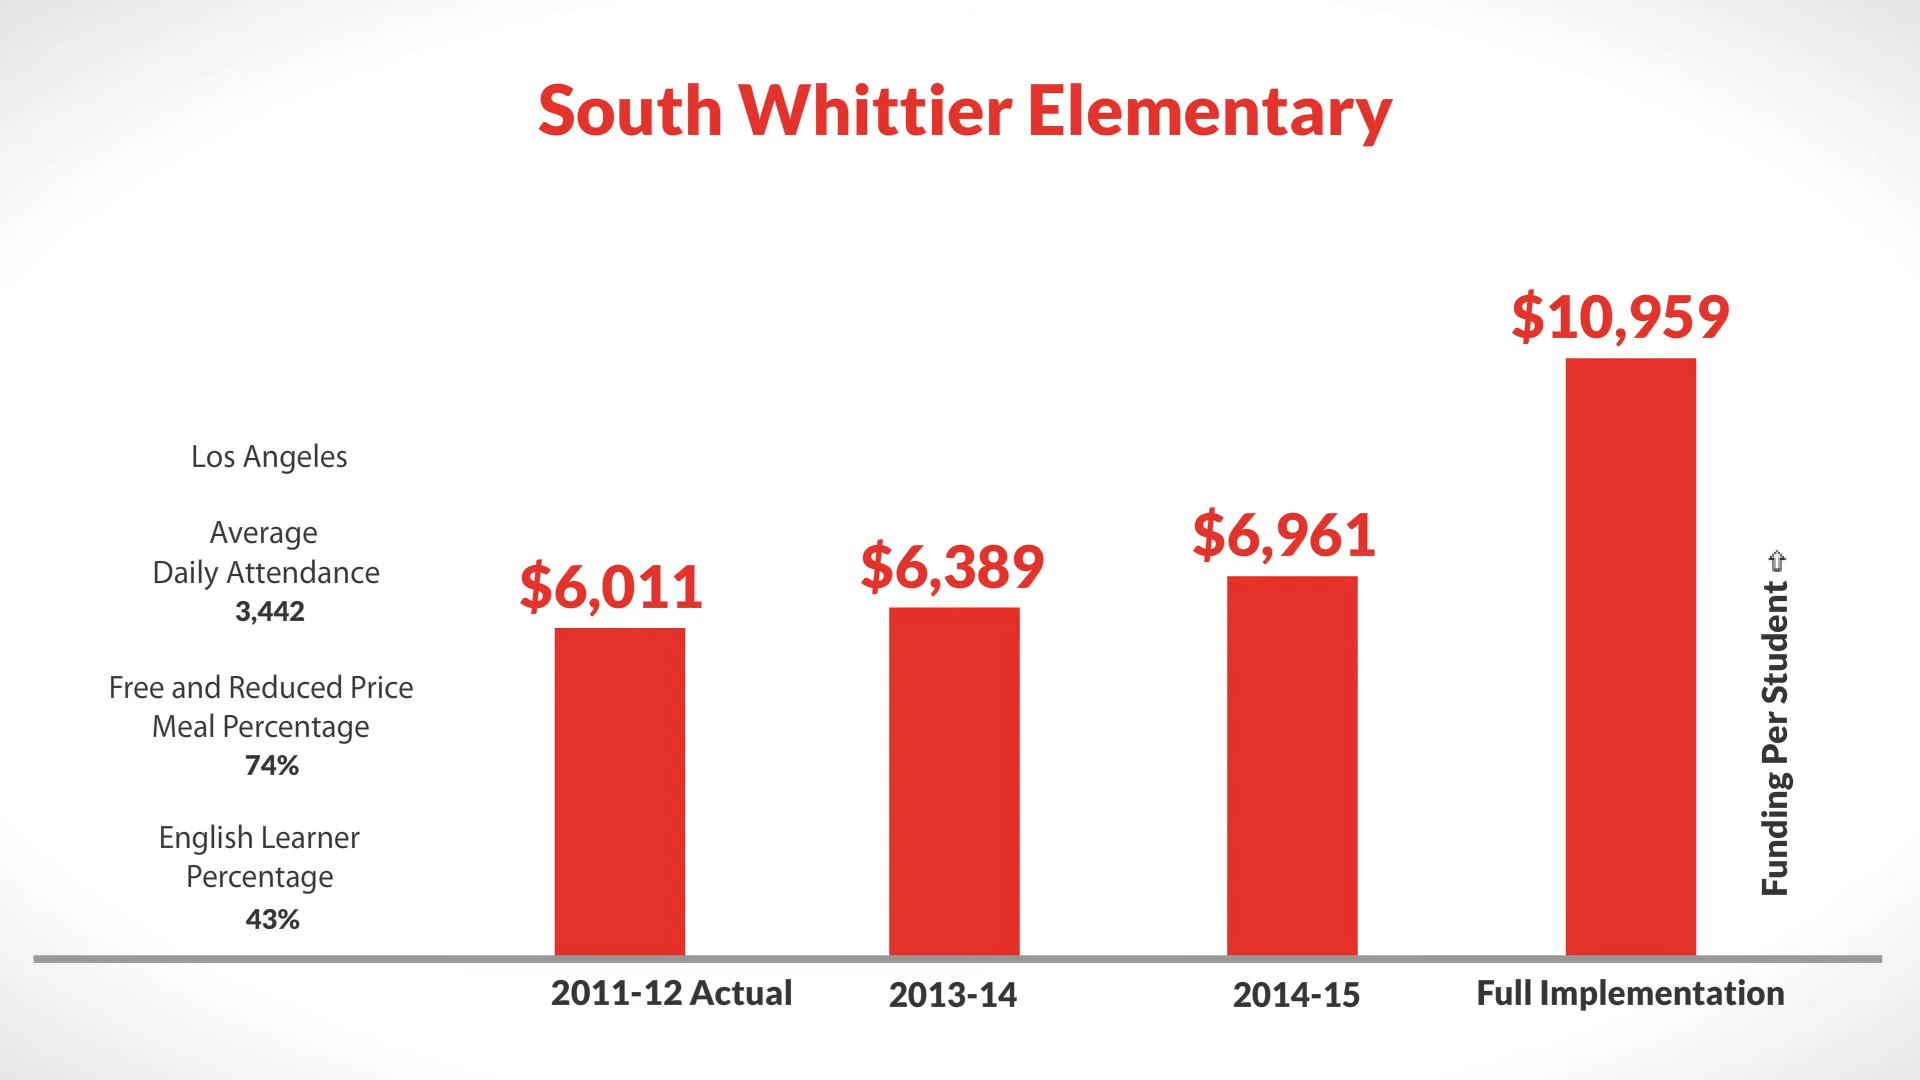 South Whittier Elementary
Los Angeles
Average
Daily Attendance
3,442
Free and Reduced Price
Meal Percentage
74%
English Learner
Percentage
43%
$6,011
$6,389
$6,961
$10,959
Funding Per Student ⇧
2011-12 Actual
2013-14
2014-15
Full Implementation